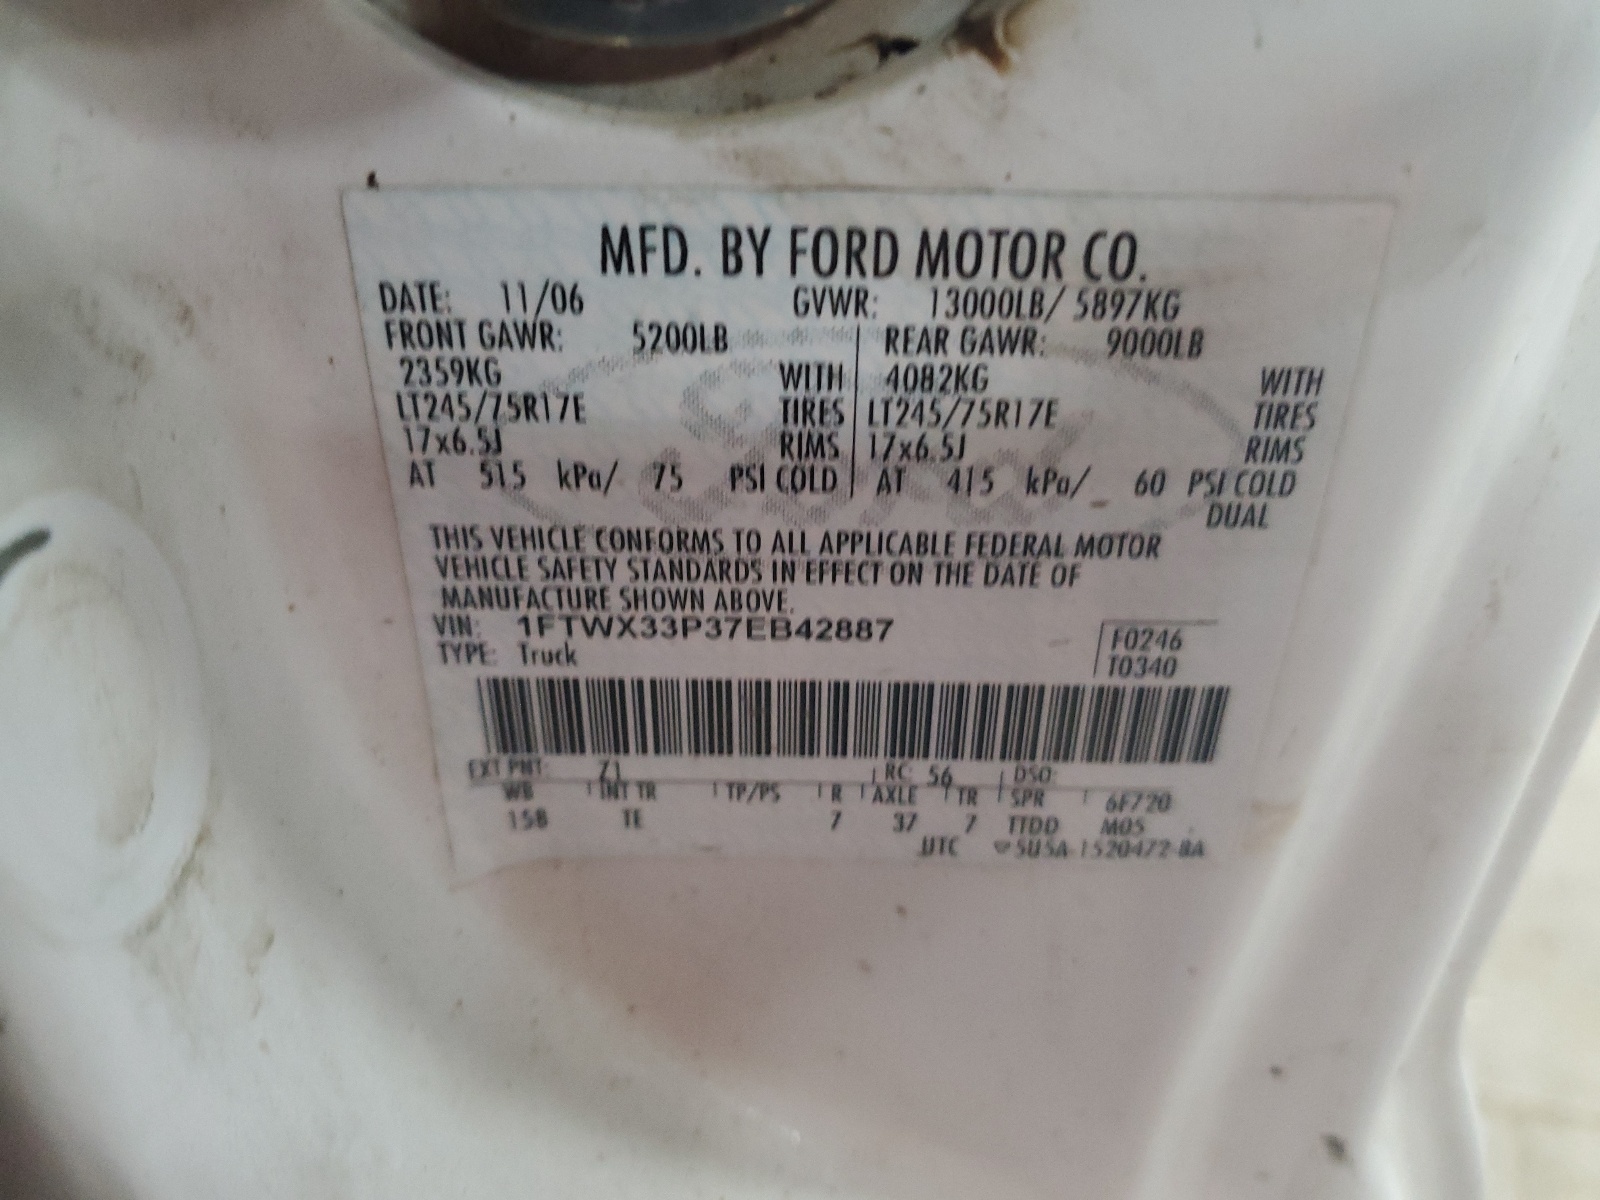 MFD. BY FORD MOTOR CO.
DATE: 11/06 GVWR: 13000LB/ 5897KG
FRONT GAWR: 5200LB REAR GAWR: 9000LB
2359KG WITH 4082KG WITH
LT245/75R17E TIRES LT245/75R17E TIRES
17x6.5J RIMS 17x6.5J RIMS
AT 515 kPa/ 75 PSI COLD AT 415 kPa/ 60 PSI COLD
DUAL
THIS VEHICLE CONFORMS TO ALL APPLICABLE FEDERAL MOTOR
VEHICLE SAFETY STANDARDS IN EFFECT ON THE DATE OF
MANUFACTURE SHOWN ABOVE.
VIN: 1FTWX33P37EB42887 F0246
TYPE: Truck T0340
EXT PNT: Z1 RC: 56 DSO:
WB INT TR TP/PS R AXLE TR SPR 6F720
158 TE 7 37 7 TTDD M05
UTC 5U5A-1520472-BA